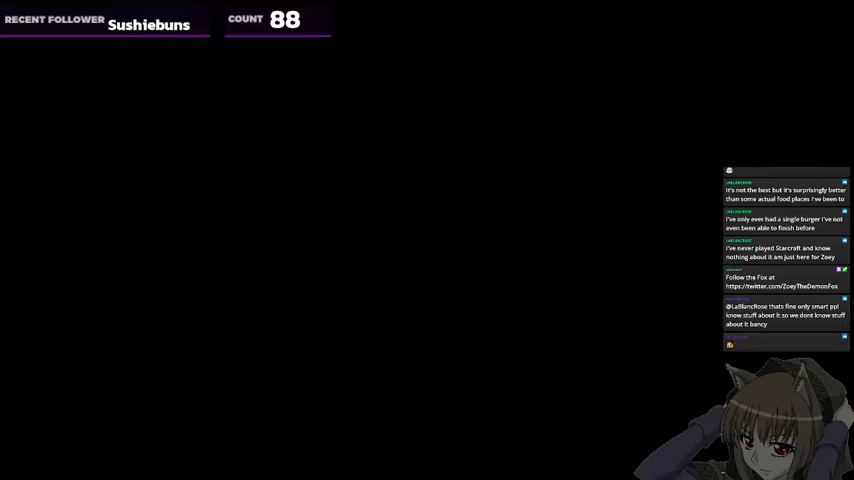 RECENT FOLLOWER Sushiebuns
COUNT 88
It's not the best but it's surprisingly better
than some actual food places I've been to
I've only ever had a single burger I've not
even been able to finish before
I've never played Starcraft and know
nothing about it am just here for Zoey
Follow the Fox at
https://twitter.com/ZoeyTheDemonFox
@LaBlancRose thats fine only smart ppl
know stuff about it so we dont know stuff
about it bancy